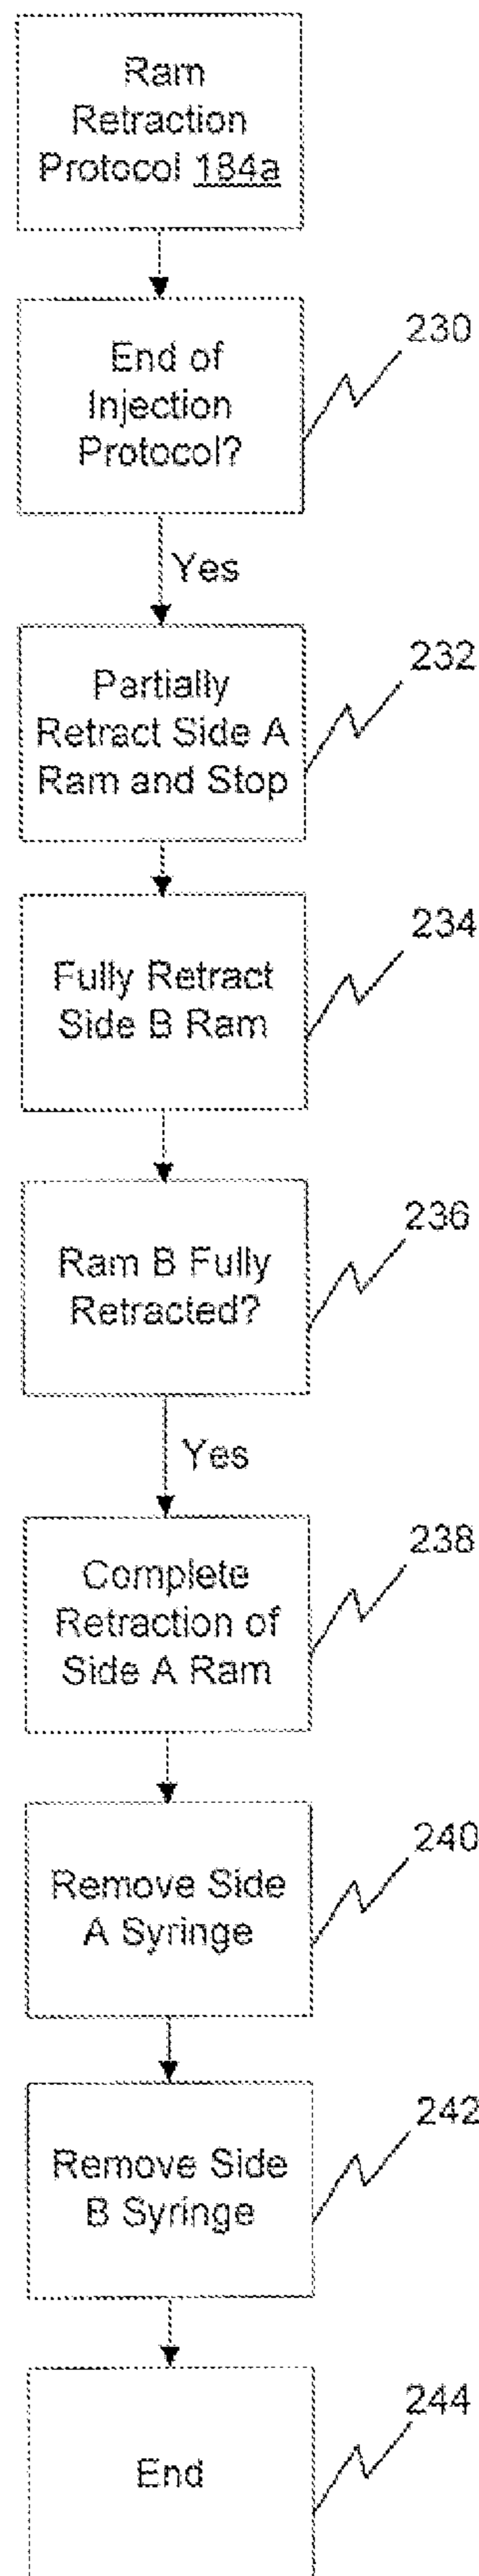 Ram
Retraction
Protocol 184a
End of
Injection
Protocol?
230
Yes
Partially
Retract Side A
Ram and Stop
232
Fully Retract
Side B Ram
234
Ram B Fully
Retracted?
236
Yes
Complete
Retraction of
Side A Ram
238
Remove Side
A Syringe
240
Remove Side
B Syringe
242
End
244